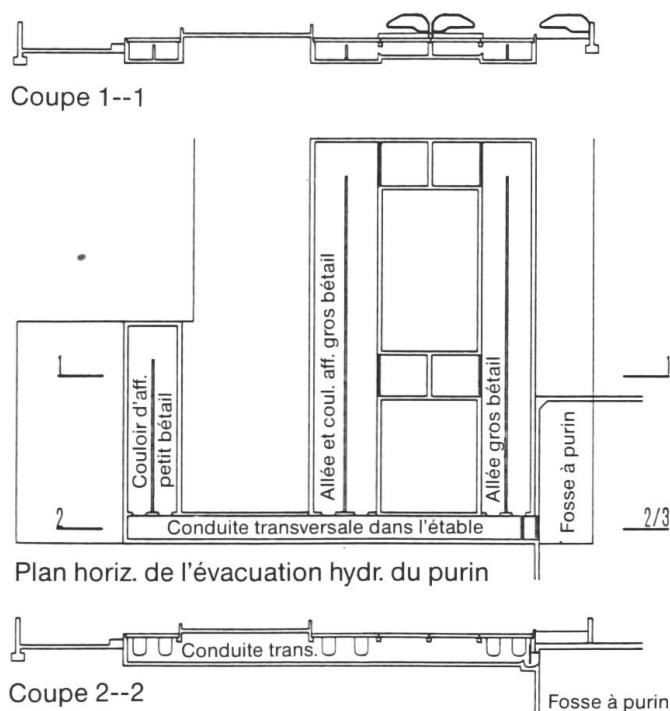 Coupe 1--1
Couloir d'aff.
petit bétail
Allée et coul. aff. gros bétail
Allée gros bétail
Fosse à purin
1
1
2
Conduite transversale dans l'étable
2/3
Plan horiz. de l'évacuation hydr. du purin
Conduite trans.
Coupe 2--2
Fosse à purin